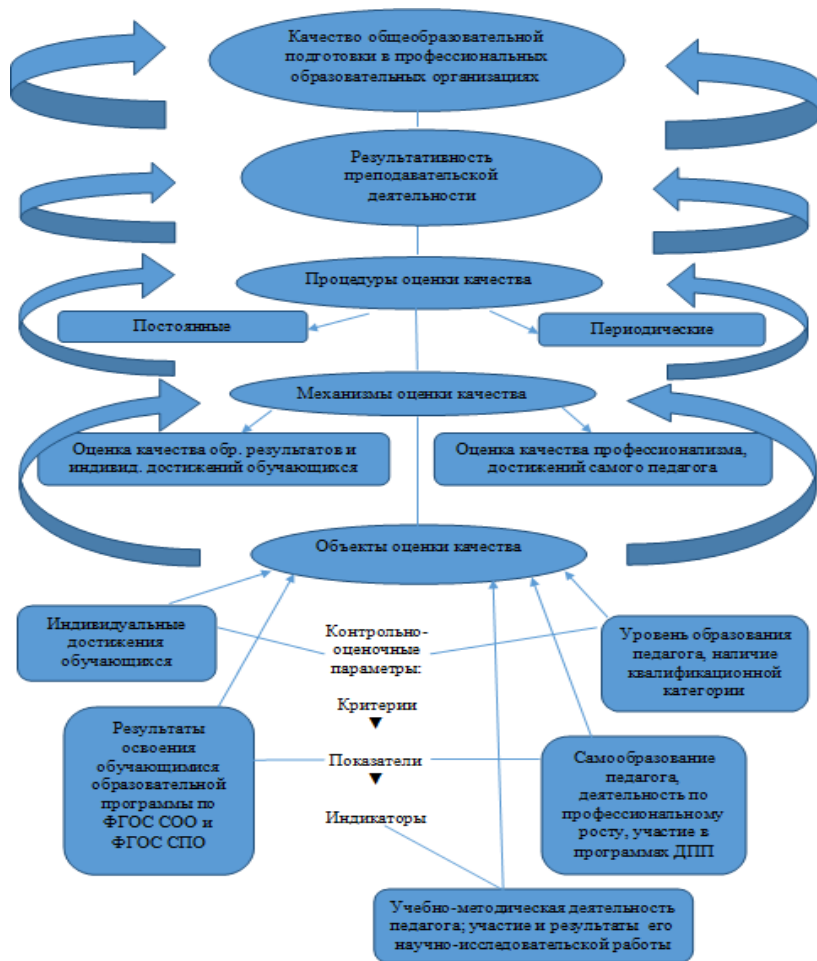 Качество общеобразовательной
подготовки в профессиональных
образовательных организациях
Результативность
преподавательской
деятельности
Процедуры оценки качества
Постоянные
Периодические
Механизмы оценки качества
Оценка качества обр. результатов и
индивид. достижений обучающихся
Оценка качества профессионализма,
достижений самого педагога
Объекты оценки качества
Индивидуальные
достижения
обучающихся
Контрольно-
оценочные
параметры:
Уровень образования
педагога, наличие
квалификационной
категории
Критерии
Результаты
освоения
обучающимися
образовательной
программы по
ФГОС СОО и
ФГОС СПО
Показатели
Самообразование
педагога,
деятельность по
профессиональному
росту, участие в
программах ДПП
Индикаторы
Учебно-методическая деятельность
педагога; участие и результаты его
научно-исследовательской работы